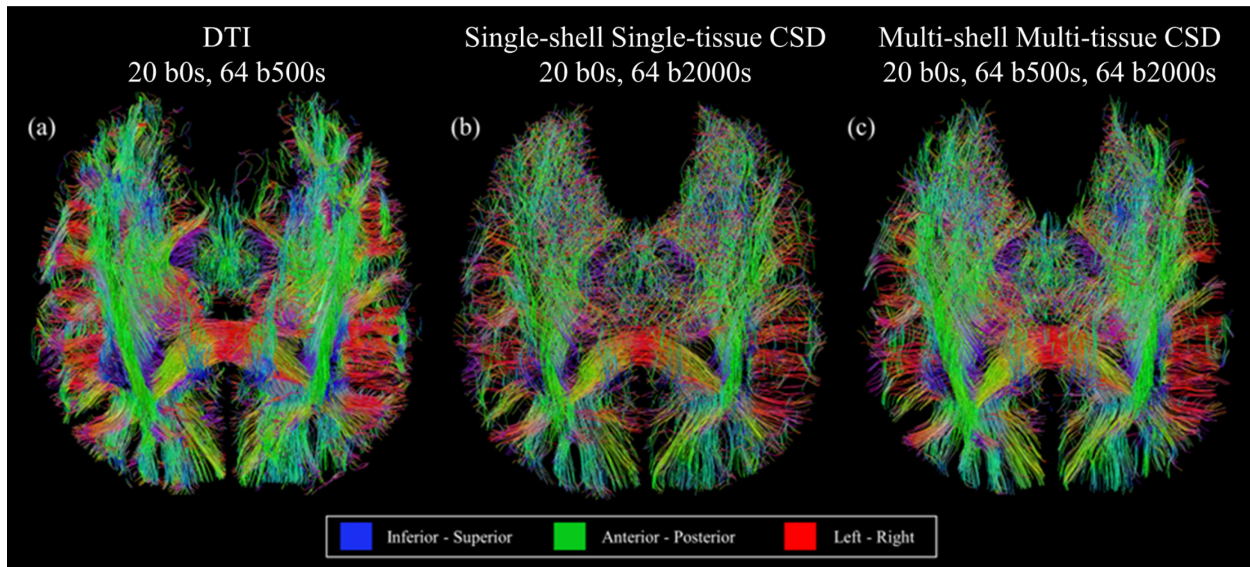 DTI
20 b0s, 64 b500s
Single-shell Single-tissue CSD
20 b0s, 64 b2000s
Multi-shell Multi-tissue CSD
20 b0s, 64 b500s, 64 b2000s
(a)
(b)
(c)
Inferior - Superior
Anterior - Posterior
Left - Right